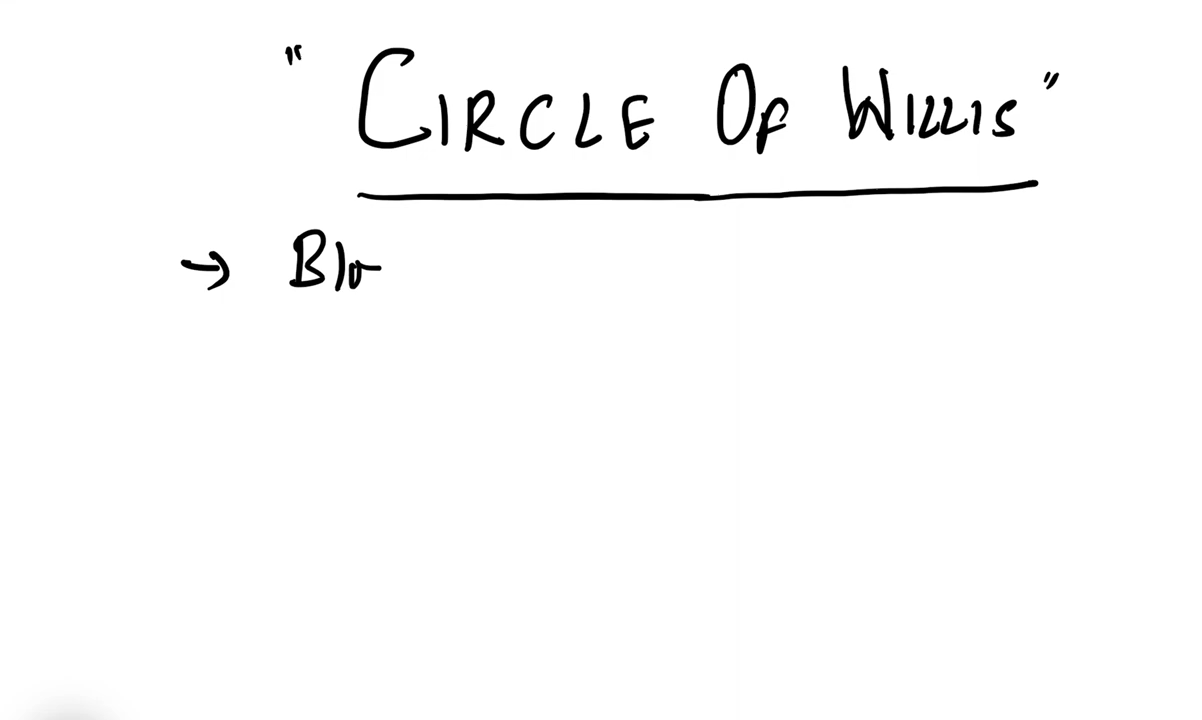 " CIRCLE OF WILLIS "
→ Blo